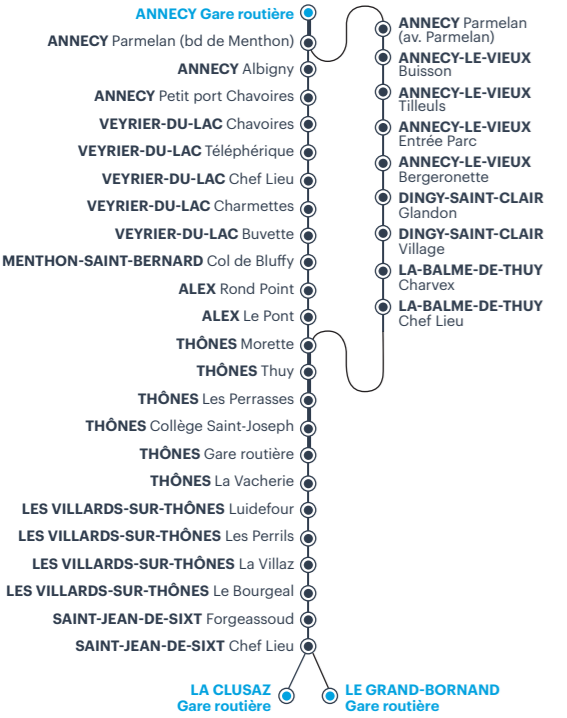 ANNECY Gare routière
ANNECY Parmelan (bd de Menthon)
ANNECY Albigny
ANNECY Petit port Chavoires
VEYRIER-DU-LAC Chavoires
VEYRIER-DU-LAC Téléphérique
VEYRIER-DU-LAC Chef Lieu
VEYRIER-DU-LAC Charmettes
VEYRIER-DU-LAC Buvette
MENTHON-SAINT-BERNARD Col de Bluffy
ALEX Rond Point
ALEX Le Pont
THÔNES Morette
THÔNES Thuy
THÔNES Les Perrasses
THÔNES Collège Saint-Joseph
THÔNES Gare routière
THÔNES La Vacherie
LES VILLARDS-SUR-THÔNES Luidefour
LES VILLARDS-SUR-THÔNES Les Perrils
LES VILLARDS-SUR-THÔNES La Villaz
LES VILLARDS-SUR-THÔNES Le Bourgeal
SAINT-JEAN-DE-SIXT Forgeassoud
SAINT-JEAN-DE-SIXT Chef Lieu
ANNECY Parmelan
(av. Parmelan)
ANNECY-LE-VIEUX
Buisson
ANNECY-LE-VIEUX
Tilleuls
ANNECY-LE-VIEUX
Entrée Parc
ANNECY-LE-VIEUX
Bergeronette
DINGY-SAINT-CLAIR
Glandon
DINGY-SAINT-CLAIR
Village
LA-BALME-DE-THUY
Charvex
LA-BALME-DE-THUY
Chef Lieu
LA CLUSAZ
Gare routière
LE GRAND-BORNAND
Gare routière